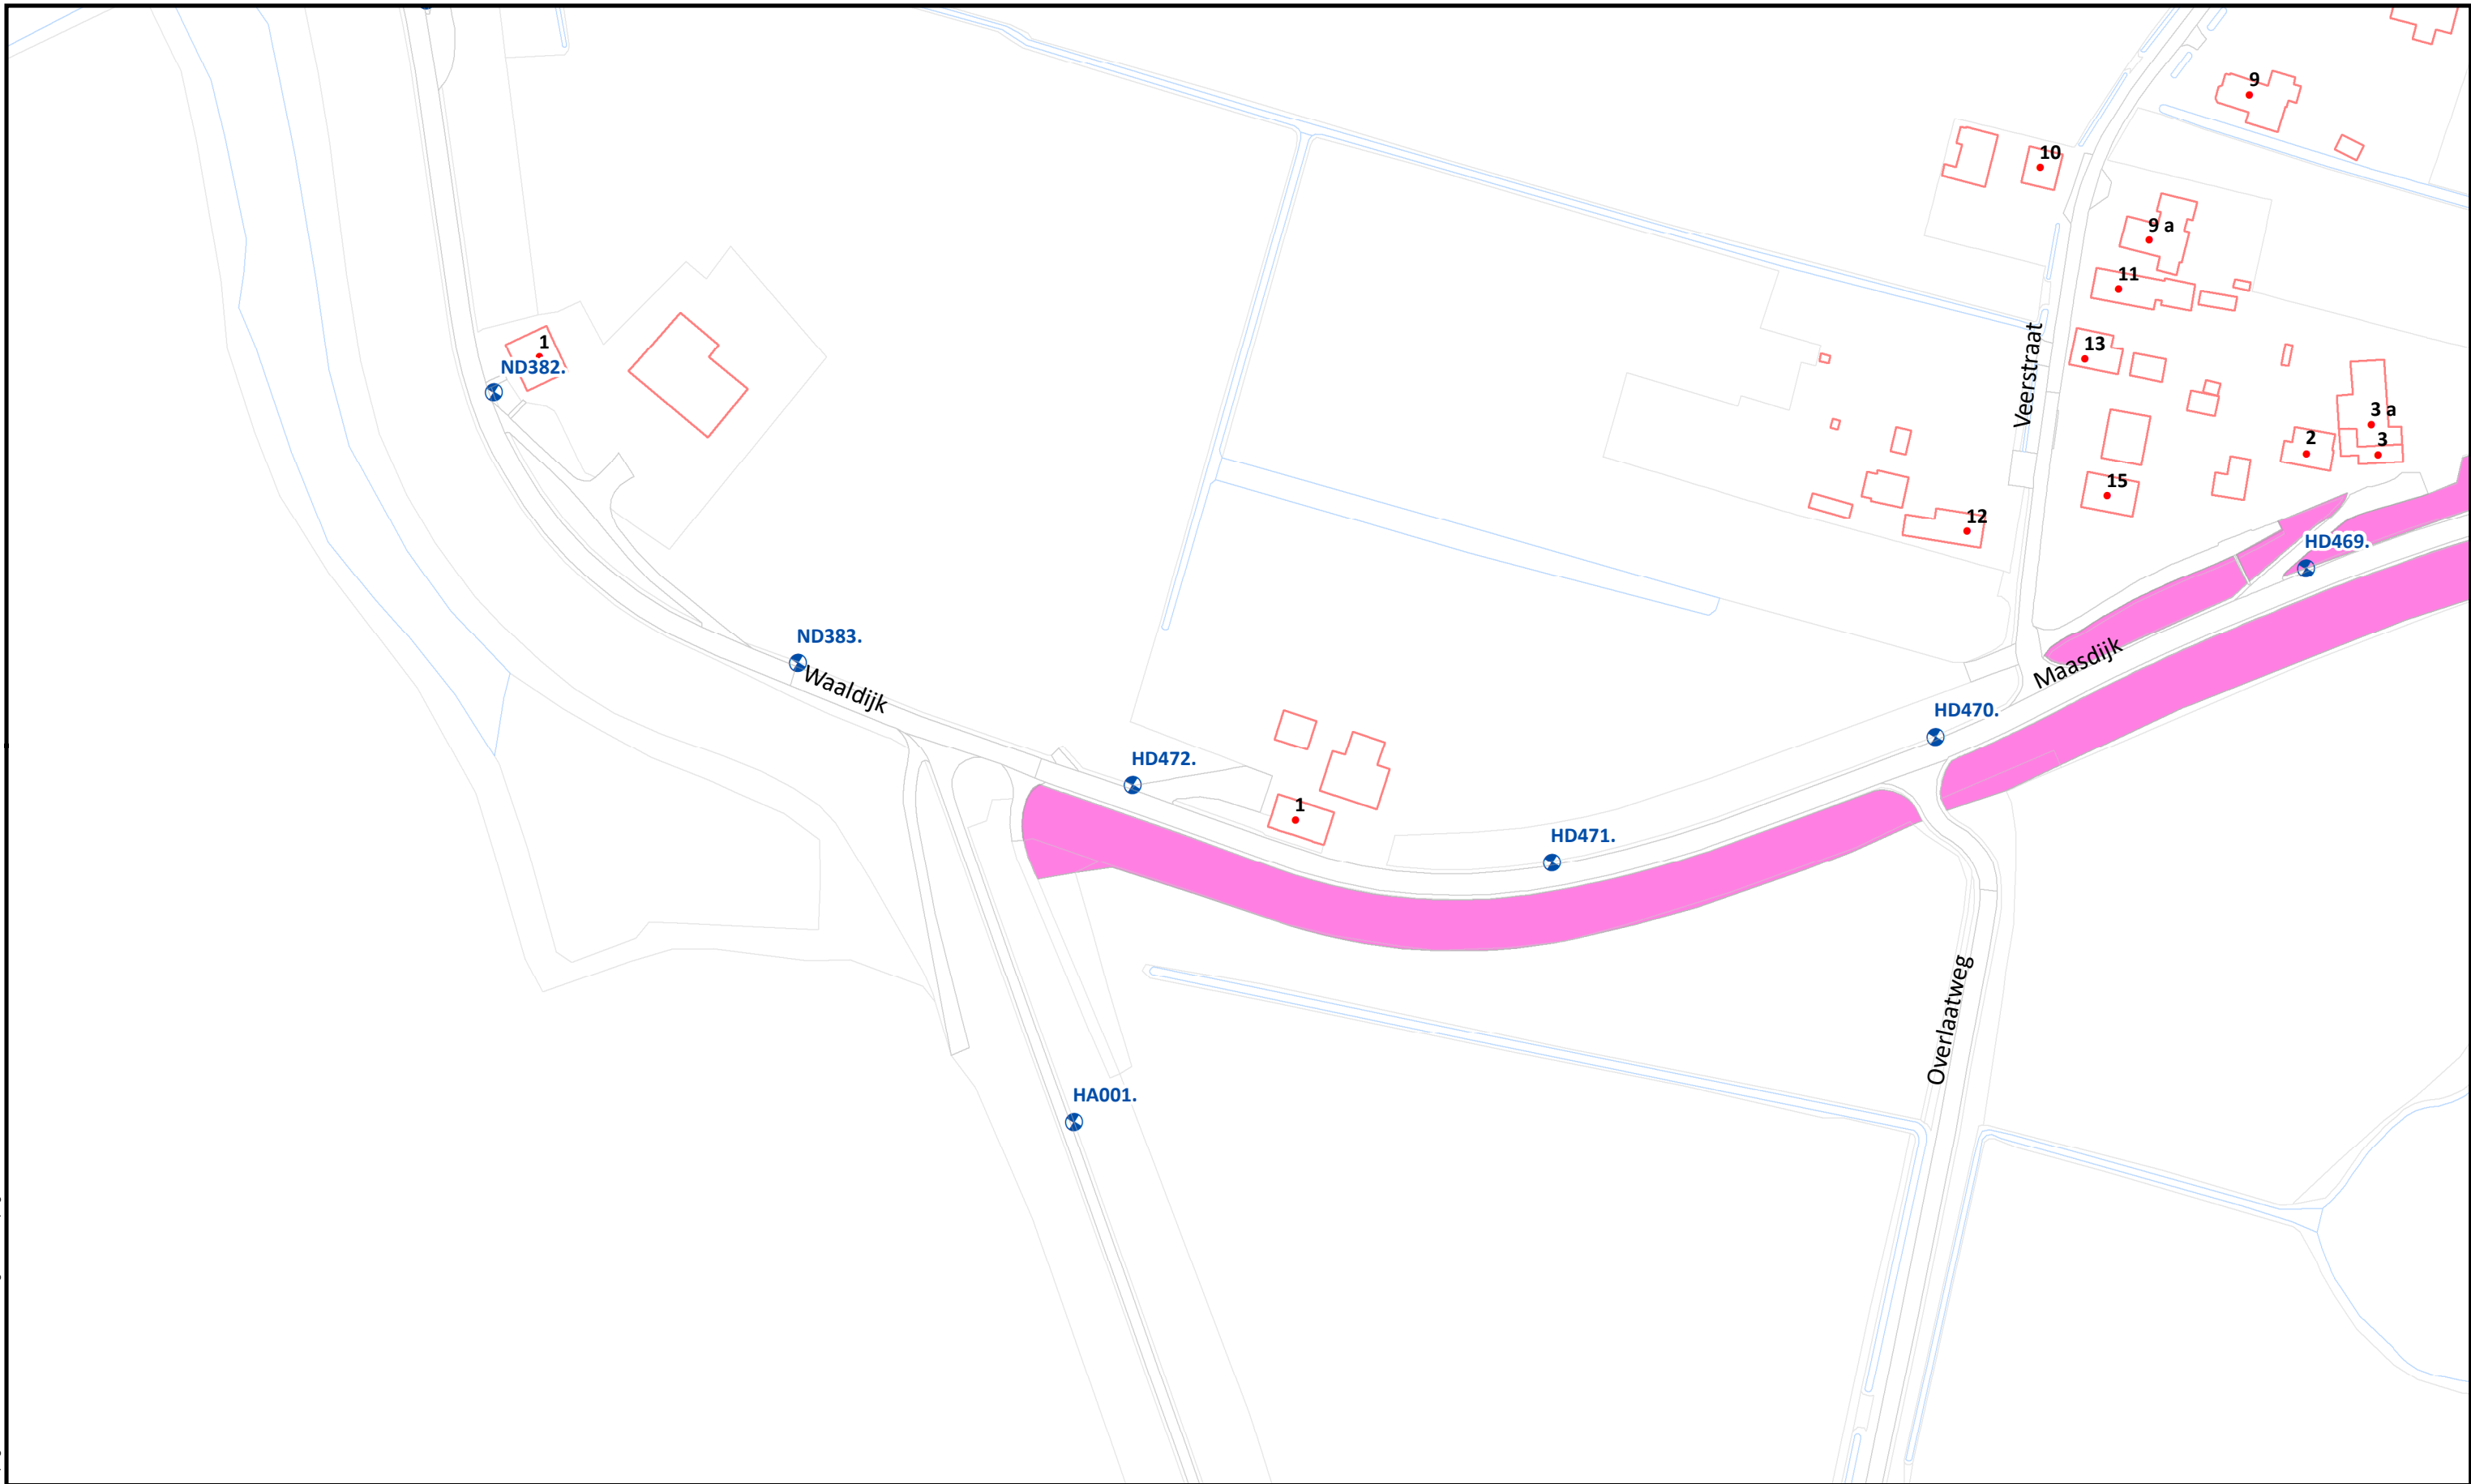 9
10
9 a
11
Veerstraat
13
1
ND382.
3 a
2
3
15
12
HD469.
ND383.
Waaldijk
Maasdijk
HD470.
HD472.
1
HD471.
Overlaatweg
HA001.